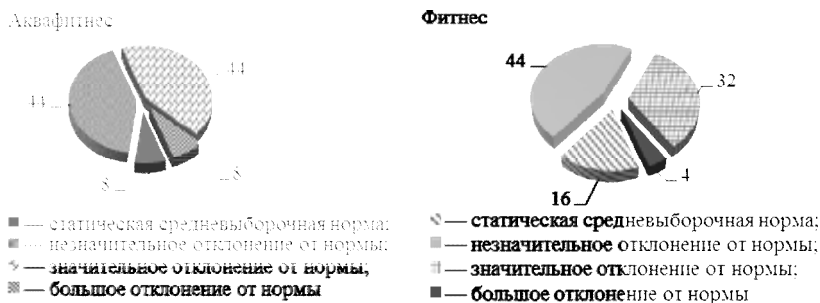 Аквафитнес
44
44
8
8
— статическая средневыборочная норма;
— незначительное отклонение от нормы;
— значительное отклонение от нормы;
— большое отклонение от нормы
Фитнес
44
32
16
4
— статическая средневыборочная норма;
— незначительное отклонение от нормы;
— значительное отклонение от нормы;
— большое отклонение от нормы